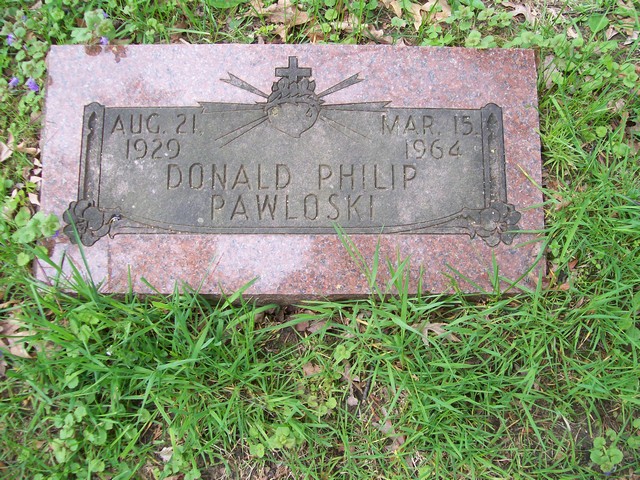 AUG. 21, MAR. 15,
1929 1964
DONALD PHILIP
PAWLOSKI